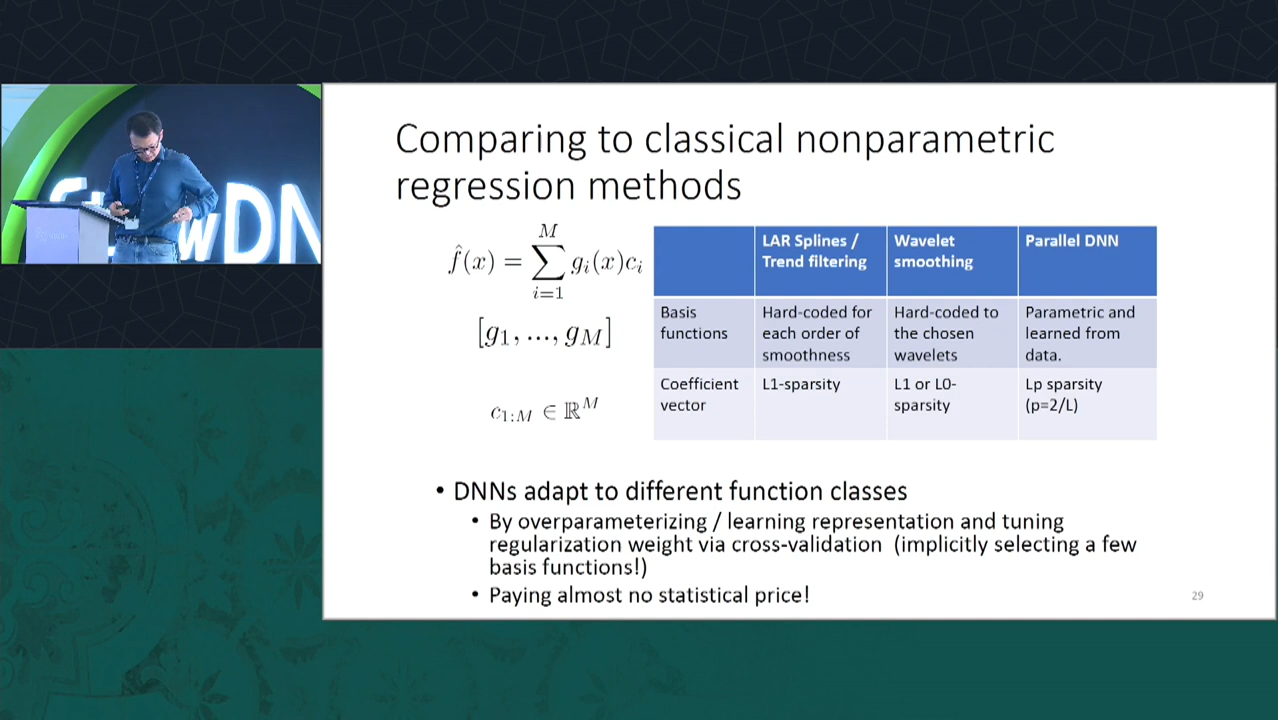 Comparing to classical nonparametric
regression methods
f̂(x) = ∑_{i=1}^{M} g_i(x)c_i
[g_1, ..., g_M]
c_{1:M} ∈ ℝ^M
LAR Splines /
Trend filtering
Wavelet
smoothing
Parallel DNN
Basis
functions
Hard-coded for
each order of
smoothness
Hard-coded to
the chosen
wavelets
Parametric and
learned from
data.
Coefficient
vector
L1-sparsity
L1 or L0-
sparsity
Lp sparsity
(p=2/L)
• DNNs adapt to different function classes
• By overparameterizing / learning representation and tuning
regularization weight via cross-validation (implicitly selecting a few
basis functions!)
• Paying almost no statistical price!
29